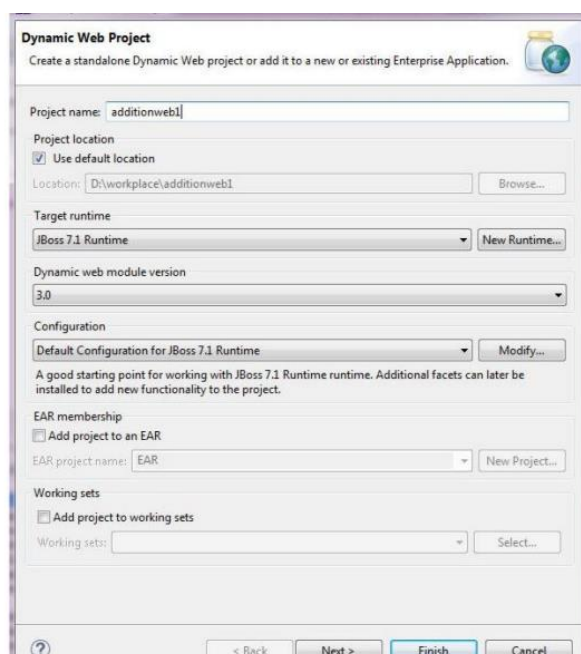 Dynamic Web Project
Create a standalone Dynamic Web project or add it to a new or existing Enterprise Application.
Project name: additionweb1
Project location
Use default location
Location: D:\workplace\additionweb1 Browse...
Target runtime
JBoss 7.1 Runtime New Runtime...
Dynamic web module version
3.0
Configuration
Default Configuration for JBoss 7.1 Runtime Modify...
A good starting point for working with JBoss 7.1 Runtime runtime. Additional facets can later be
installed to add new functionality to the project.
EAR membership
Add project to an EAR
EAR project name: EAR New Project...
Working sets
Add project to working sets
Working sets: Select...
? < Back Next > Finish Cancel